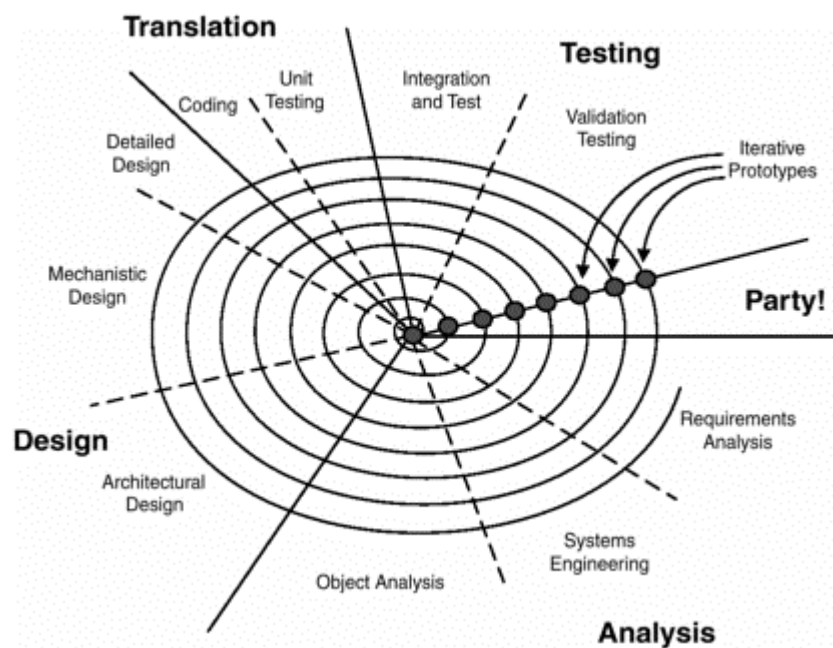 Translation
Testing
Unit
Testing
Integration
and Test
Coding
Detailed
Design
Validation
Testing
Iterative
Prototypes
Mechanistic
Design
Party!
Design
Requirements
Analysis
Architectural
Design
Systems
Engineering
Object Analysis
Analysis